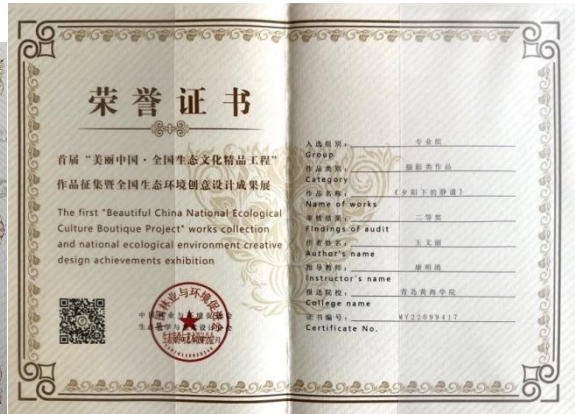 荣誉证书
首届“美丽中国·全国生态文化精品工程”
作品征集暨全国生态环境创意设计成果展
The first "Beautiful China National Ecological
Culture Boutique Project" works collection
and national ecological environment creative
design achievements exhibition
入选组别： 专业组
Group
作品类别： 摄影类作品
Category
作品名称： 《夕阳下的静谧》
Name of works
审核结果： 二等奖
Findings of audit
作者姓名： 王文丽
Author's name
指导教师：
Instructor's name
报送院校： 青岛黄海学院
College name
证书编号： MY22099417
Certificate No.